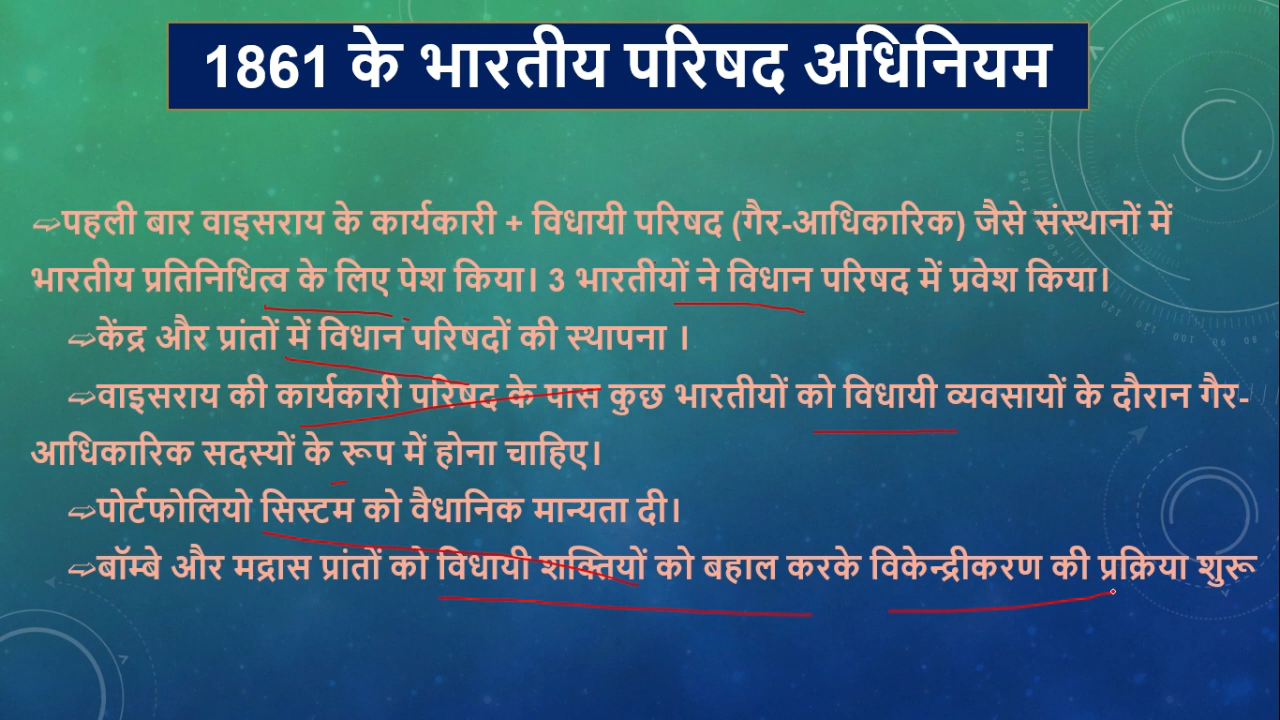 1861 के भारतीय परिषद अधिनियम
➩पहली बार वाइसराय के कार्यकारी + विधायी परिषद (गैर-आधिकारिक) जैसे संस्थानों में
भारतीय प्रतिनिधित्व के लिए पेश किया। 3 भारतीयों ने विधान परिषद में प्रवेश किया।
➩केंद्र और प्रांतों में विधान परिषदों की स्थापना ।
➩वाइसराय की कार्यकारी परिषद के पास कुछ भारतीयों को विधायी व्यवसायों के दौरान गैर-
आधिकारिक सदस्यों के रूप में होना चाहिए।
➩पोर्टफोलियो सिस्टम को वैधानिक मान्यता दी।
➩बॉम्बे और मद्रास प्रांतों को विधायी शक्तियों को बहाल करके विकेन्द्रीकरण की प्रक्रिया शुरू